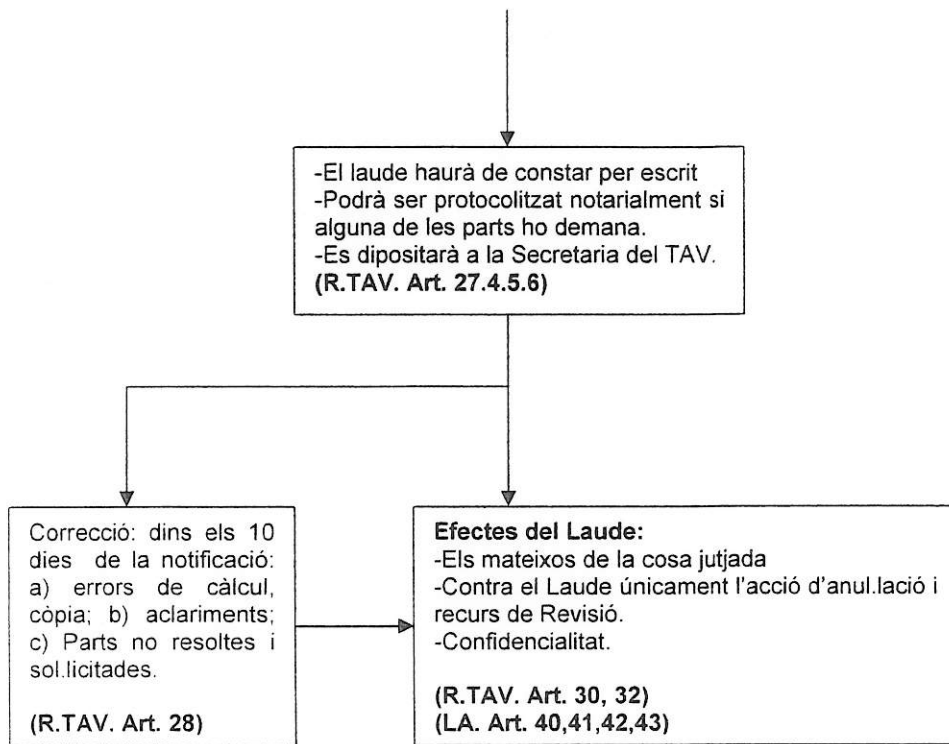 -El laude haurà de constar per escrit
-Podrà ser protocolitzat notarialment si
alguna de les parts ho demana.
-Es dipositarà a la Secretaria del TAV.
(R.TAV. Art. 27.4.5.6)
Correcció: dins els 10
dies de la notificació:
a) errors de càlcul,
còpia; b) aclariments;
c) Parts no resoltes i
sol.licitades.
(R.TAV. Art. 28)
Efectes del Laude:
-Els mateixos de la cosa jutjada
-Contra el Laude únicament l'acció d'anul.lació i
recurs de Revisió.
-Confidencialitat.
(R.TAV. Art. 30, 32)
(LA. Art. 40,41,42,43)